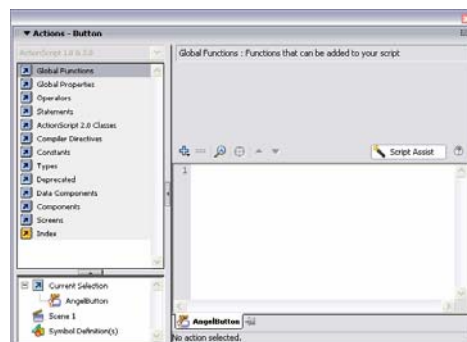 Actions - Button
ActionScript 1.0 & 2.0
Global Functions : Functions that can be added to your script
Global Functions
Global Properties
Operators
Statements
ActionScript 2.0 Classes
Compiler Directives
Constants
Types
Deprecated
Data Components
Components
Screens
Index
Script Assist
1
Current Selection
AngelButton
Scene 1
Symbol Definition(s)
AngelButton
No action selected.